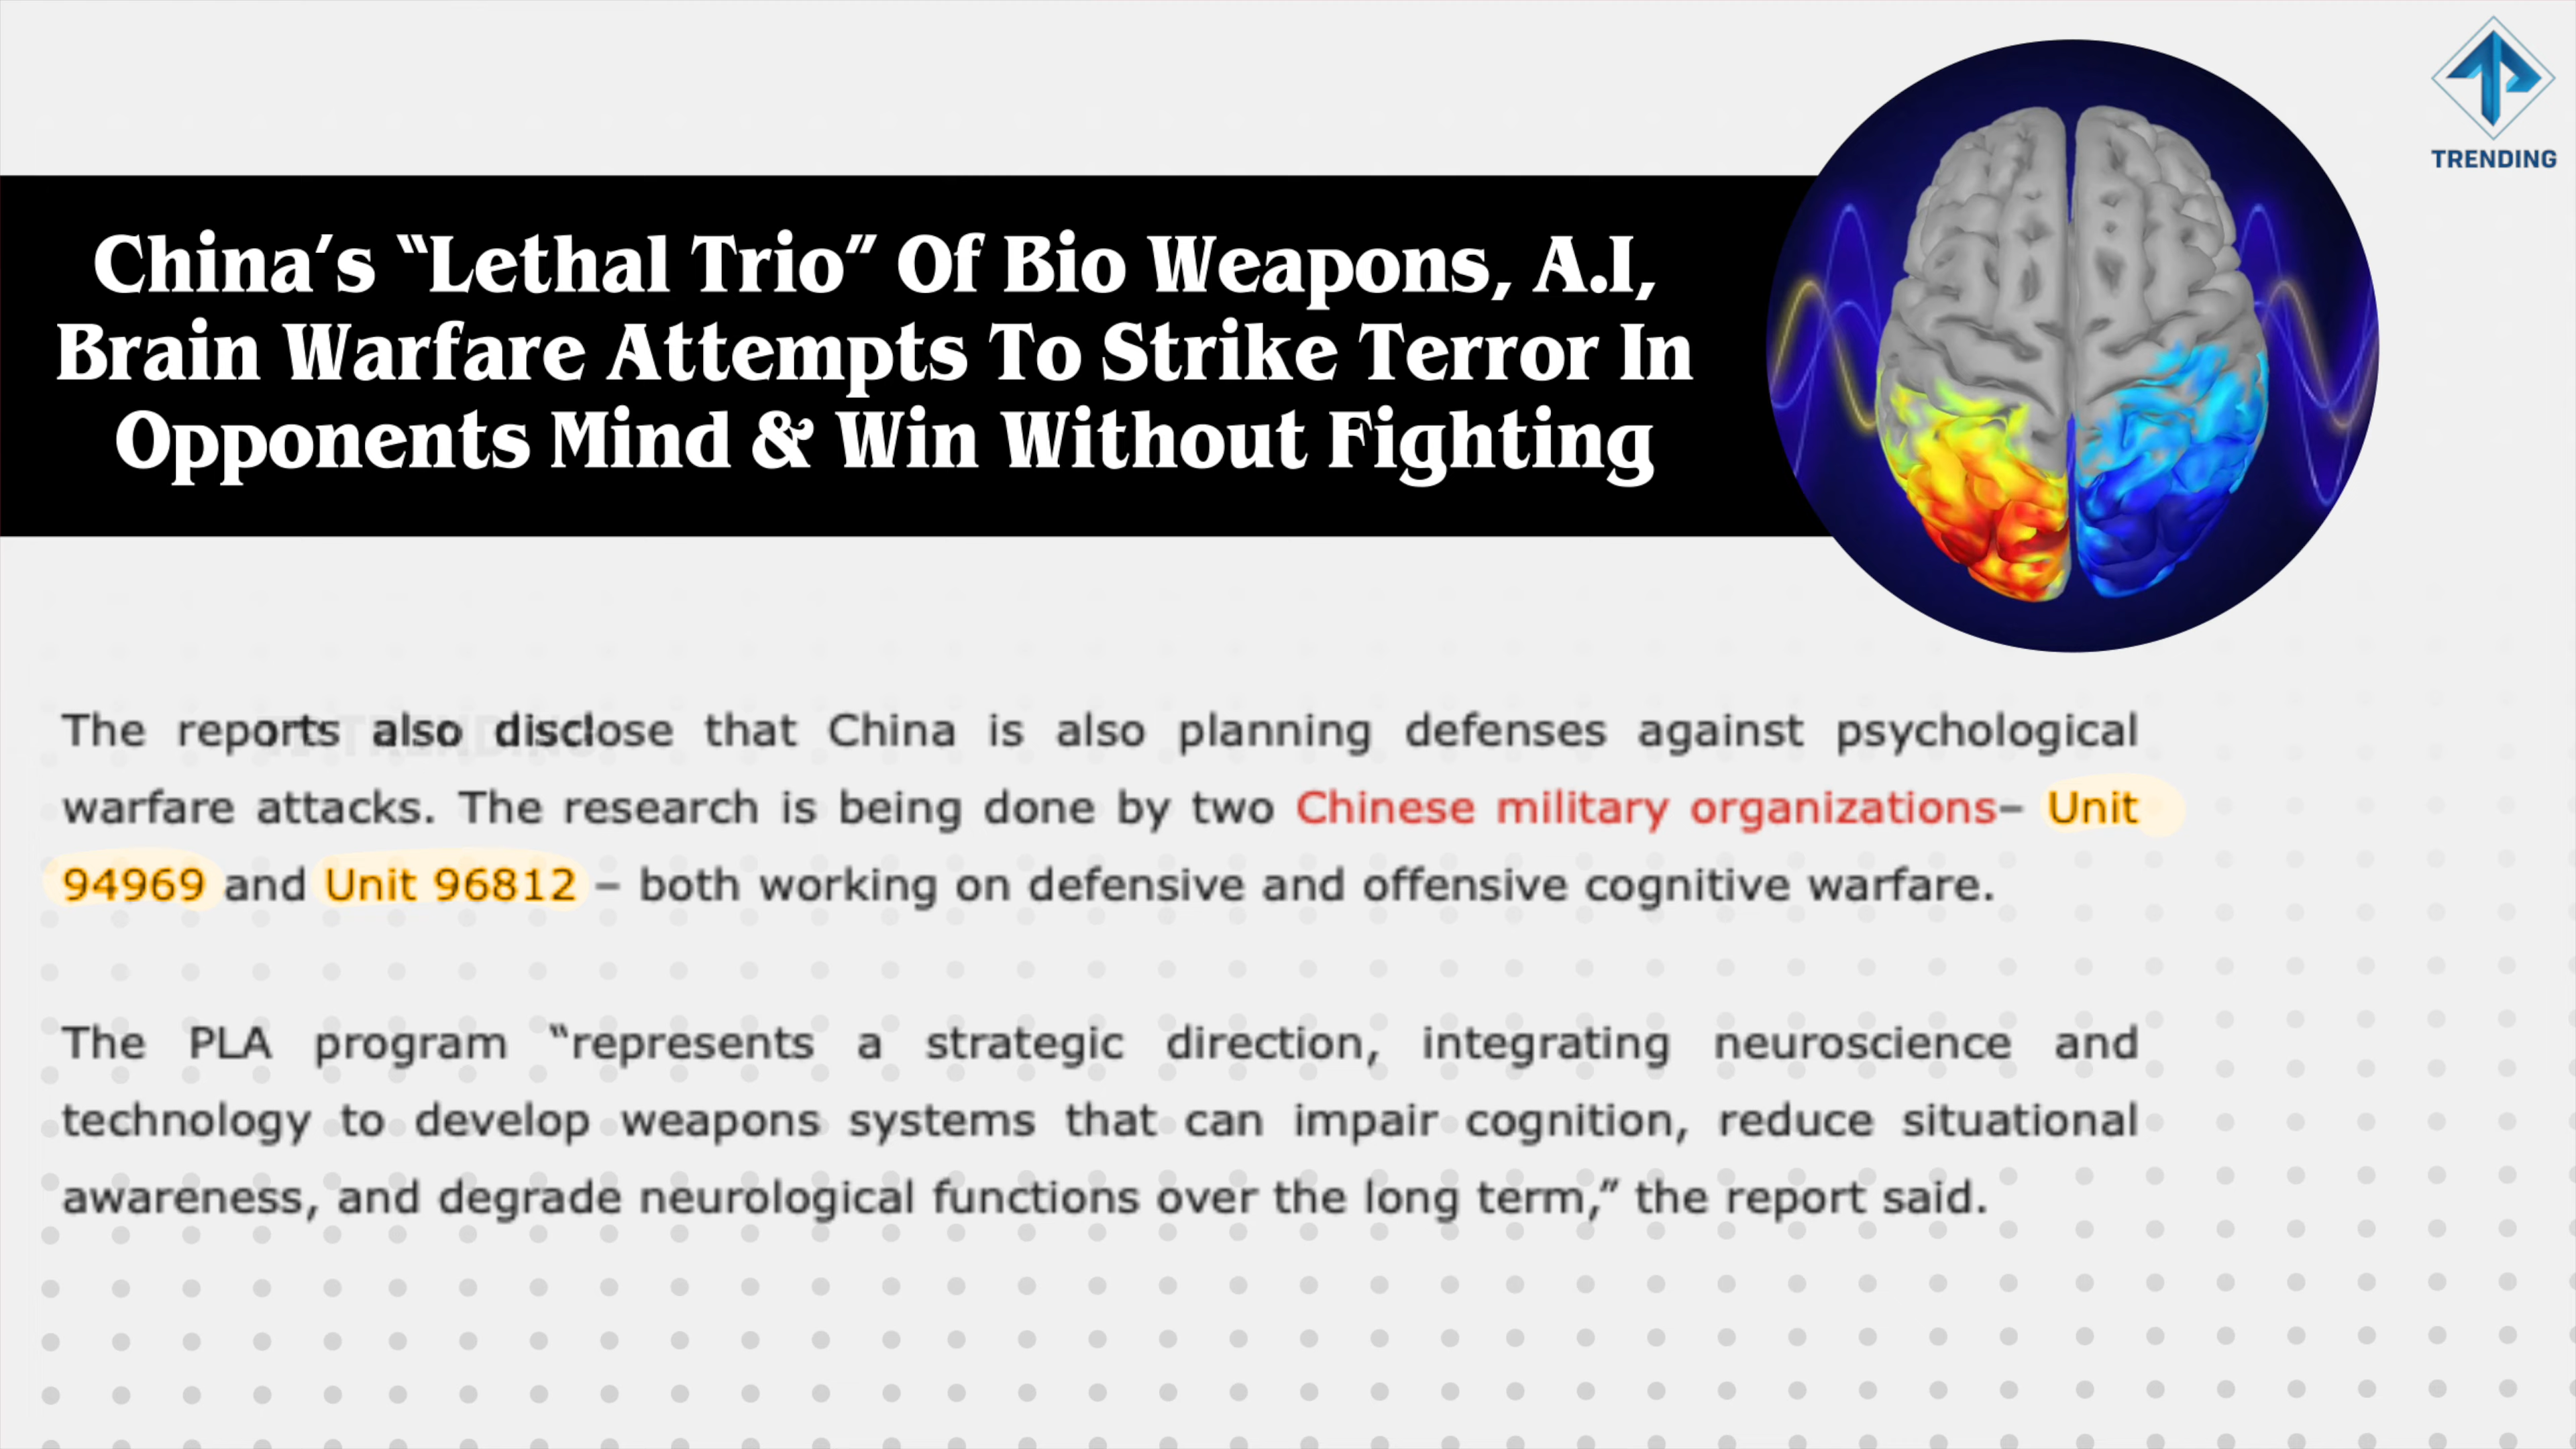 TRENDING
China's “Lethal Trio” Of Bio Weapons, A.I,
Brain Warfare Attempts To Strike Terror In
Opponents Mind & Win Without Fighting
The reports also disclose that China is also planning defenses against psychological
warfare attacks. The research is being done by two Chinese military organizations– Unit
94969 and Unit 96812 – both working on defensive and offensive cognitive warfare.
The PLA program “represents a strategic direction, integrating neuroscience and
technology to develop weapons systems that can impair cognition, reduce situational
awareness, and degrade neurological functions over the long term,” the report said.